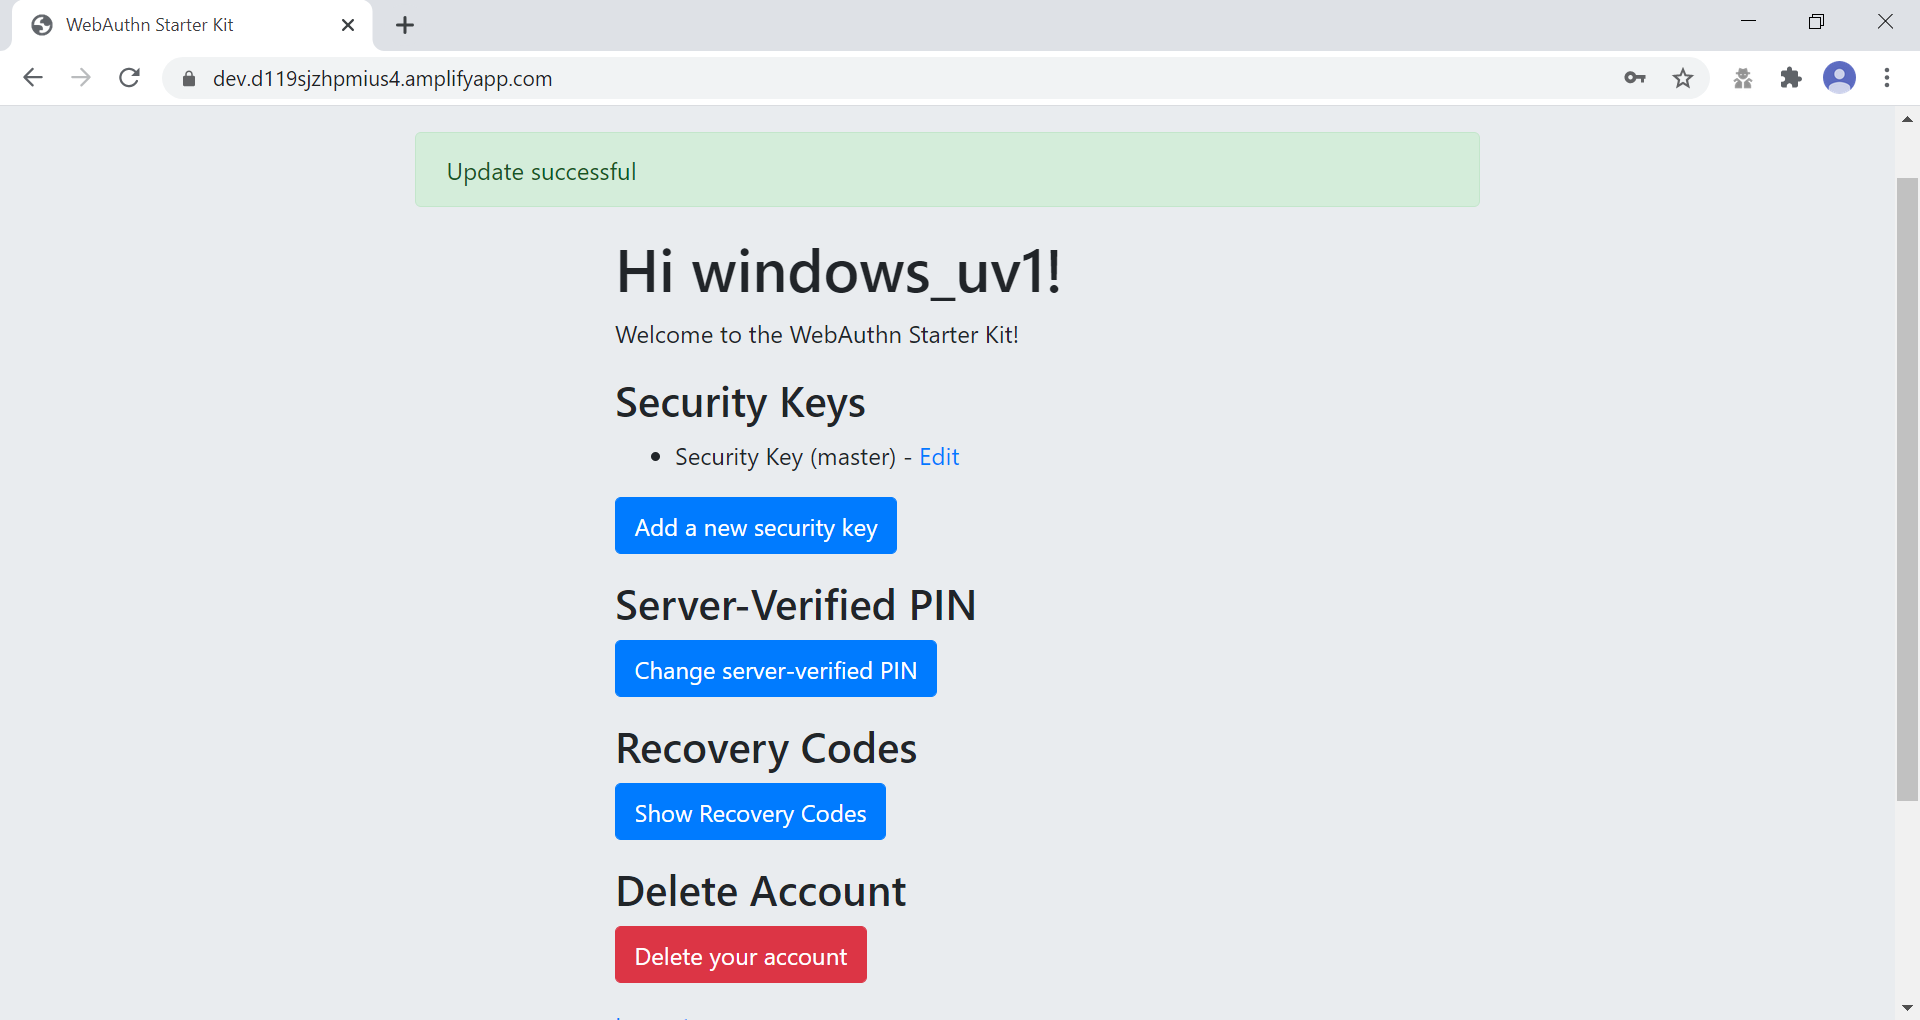 WebAuthn Starter Kit
dev.d119sjzhpmius4.amplifyapp.com
Update successful
Hi windows_uv1!
Welcome to the WebAuthn Starter Kit!
Security Keys
Security Key (master) - Edit
Add a new security key
Server-Verified PIN
Change server-verified PIN
Recovery Codes
Show Recovery Codes
Delete Account
Delete your account